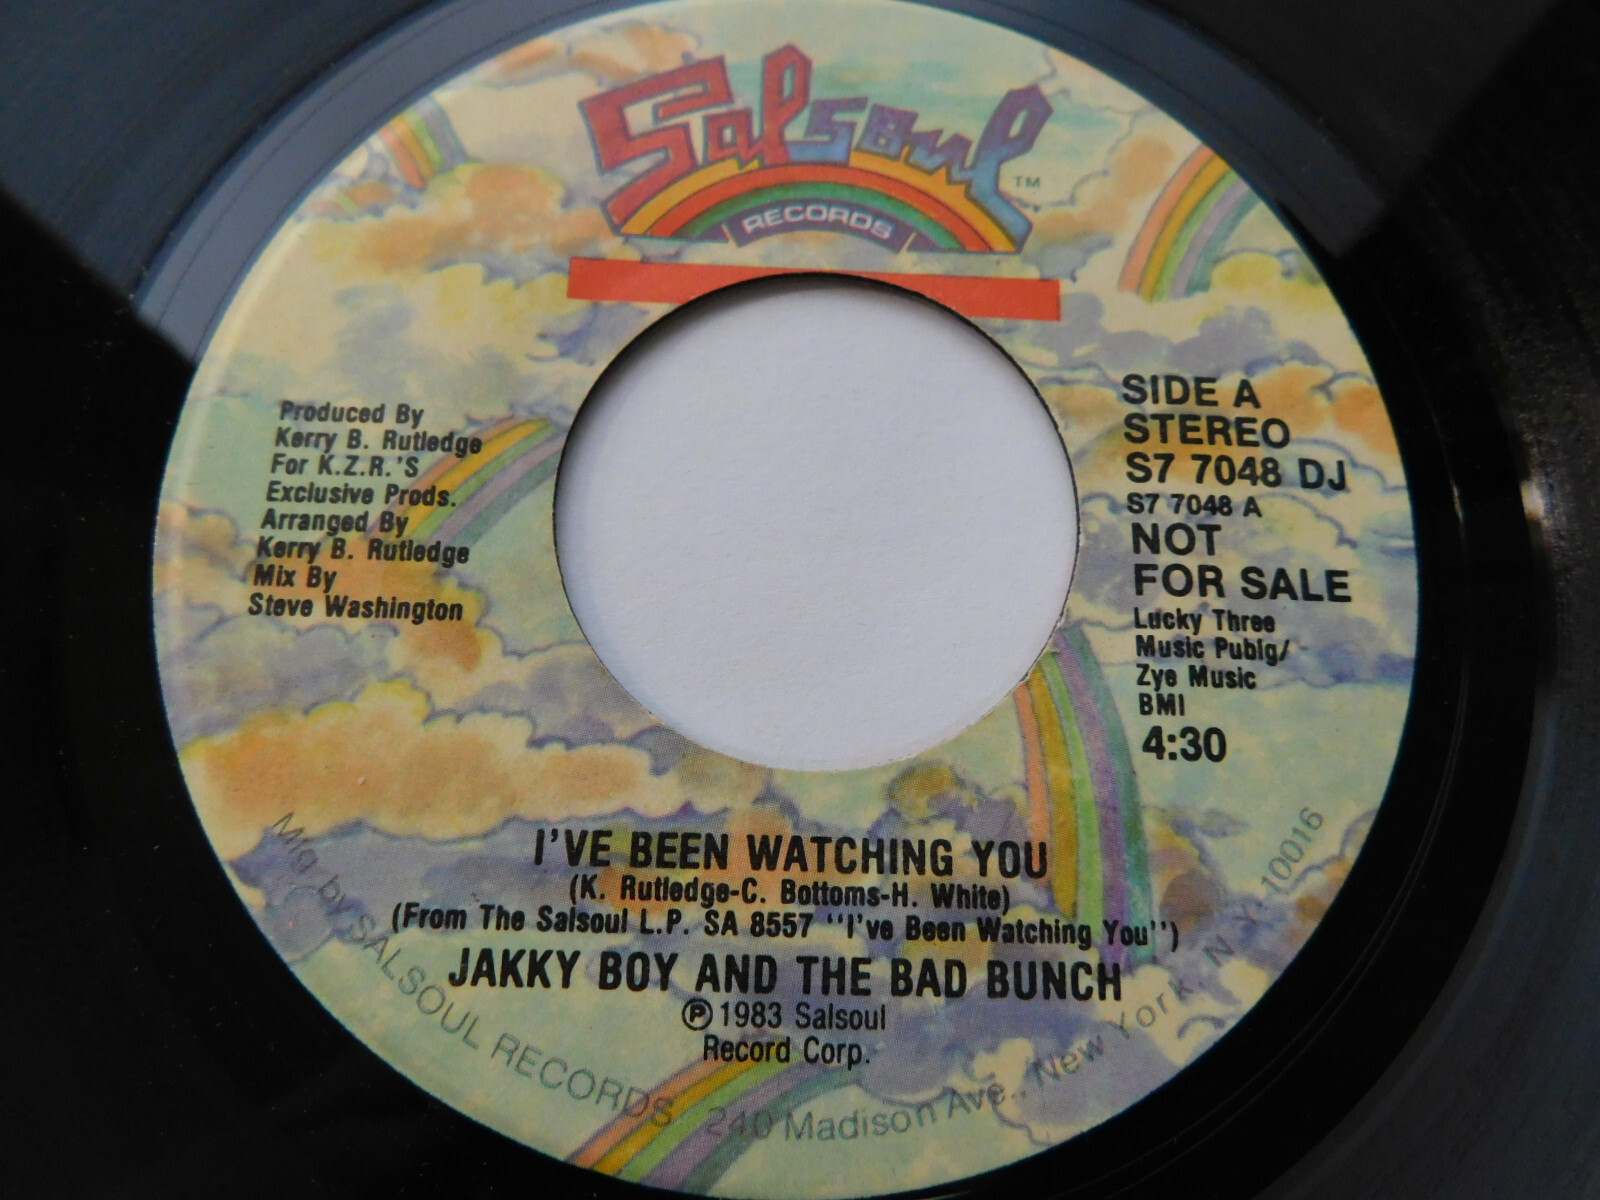 Salsoul
TM
RECORDS
Produced By
Kerry B. Rutledge
For K.Z.R.'S
Exclusive Prods.
Arranged By
Kerry B. Rutledge
Mix By
Steve Washington
SIDE A
STEREO
S7 7048 DJ
S7 7048 A
NOT
FOR SALE
Lucky Three
Music Publg/
Zye Music
BMI
4:30
I'VE BEEN WATCHING YOU
(K. Rutledge-C. Bottoms-H. White)
(From The Salsoul L.P. SA 8557 "I've Been Watching You")
JAKKY BOY AND THE BAD BUNCH
Ⓟ 1983 Salsoul
Record Corp.
Mfg by SALSOUL RECORDS 240 Madison Ave., New York, N.Y. 10016